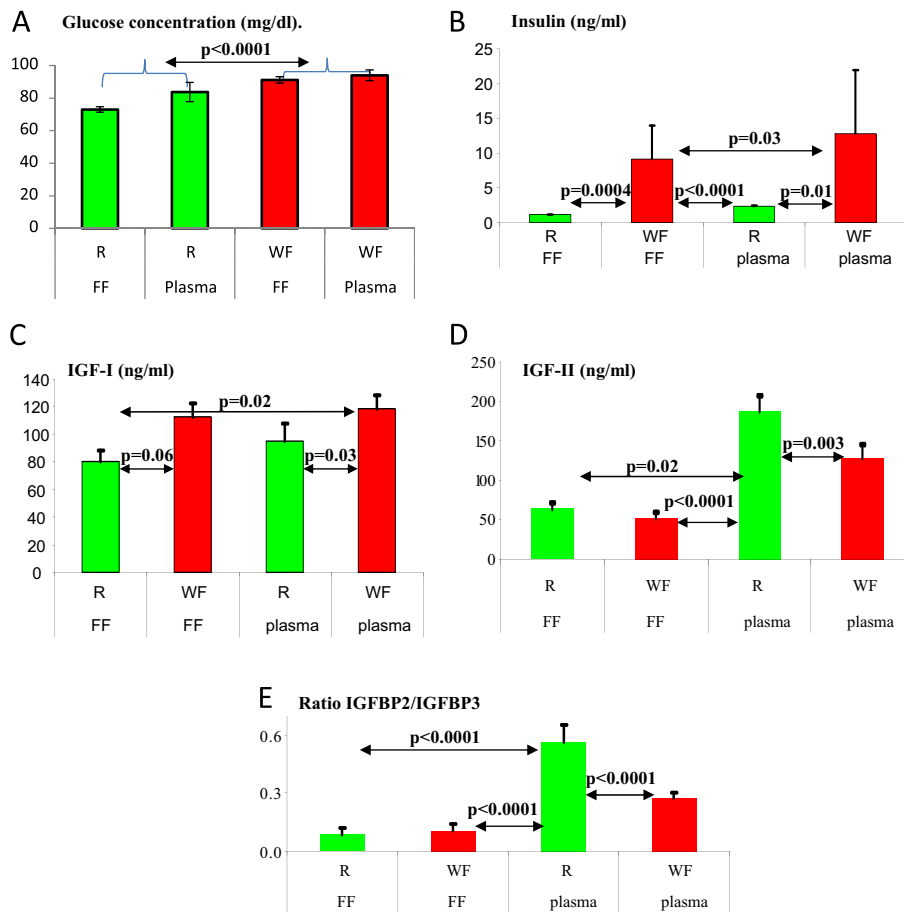 A Glucose concentration (mg/dl).
p<0.0001
100
80
60
40
20
0
R R WF WF
FF Plasma FF Plasma
B Insulin (ng/ml)
25
20
15
10
5
0
p=0.03
p=0.0004 p<0.0001 p=0.01
R WF R WF
FF FF plasma plasma
C IGF-I (ng/ml)
140
120
100
80
60
40
20
0
p=0.02
p=0.06 p=0.03
R WF R WF
FF FF plasma plasma
D IGF-II (ng/ml)
250
200
150
100
50
0
p=0.003
p=0.02
p<0.0001
R WF R WF
FF FF plasma plasma
E Ratio IGFBP2/IGFBP3
0.6
0.3
0.0
p<0.0001
p<0.0001
p<0.0001
R WF R WF
FF FF plasma plasma